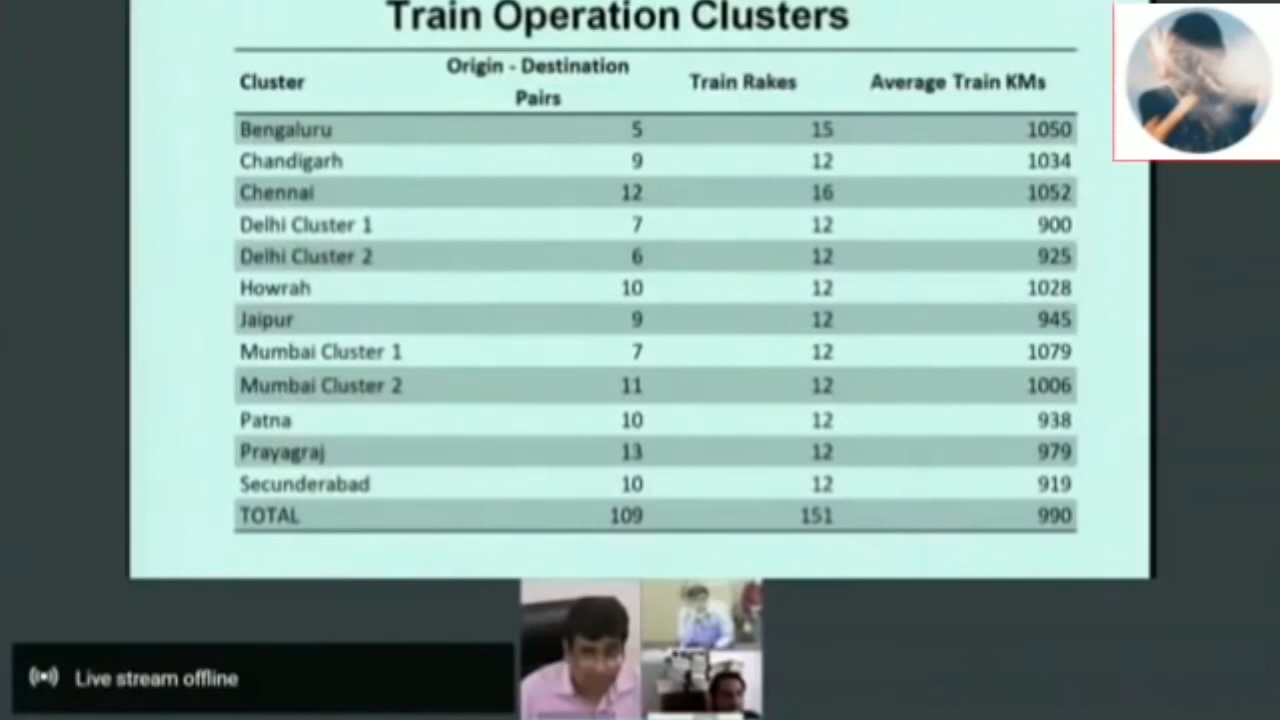 Train Operation Clusters
Cluster Origin - Destination Pairs Train Rakes Average Train KMs
Bengaluru 5 15 1050
Chandigarh 9 12 1034
Chennai 12 16 1052
Delhi Cluster 1 7 12 900
Delhi Cluster 2 6 12 925
Howrah 10 12 1028
Jaipur 9 12 945
Mumbai Cluster 1 7 12 1079
Mumbai Cluster 2 11 12 1006
Patna 10 12 938
Prayagraj 13 12 979
Secunderabad 10 12 919
TOTAL 109 151 990
Live stream offline